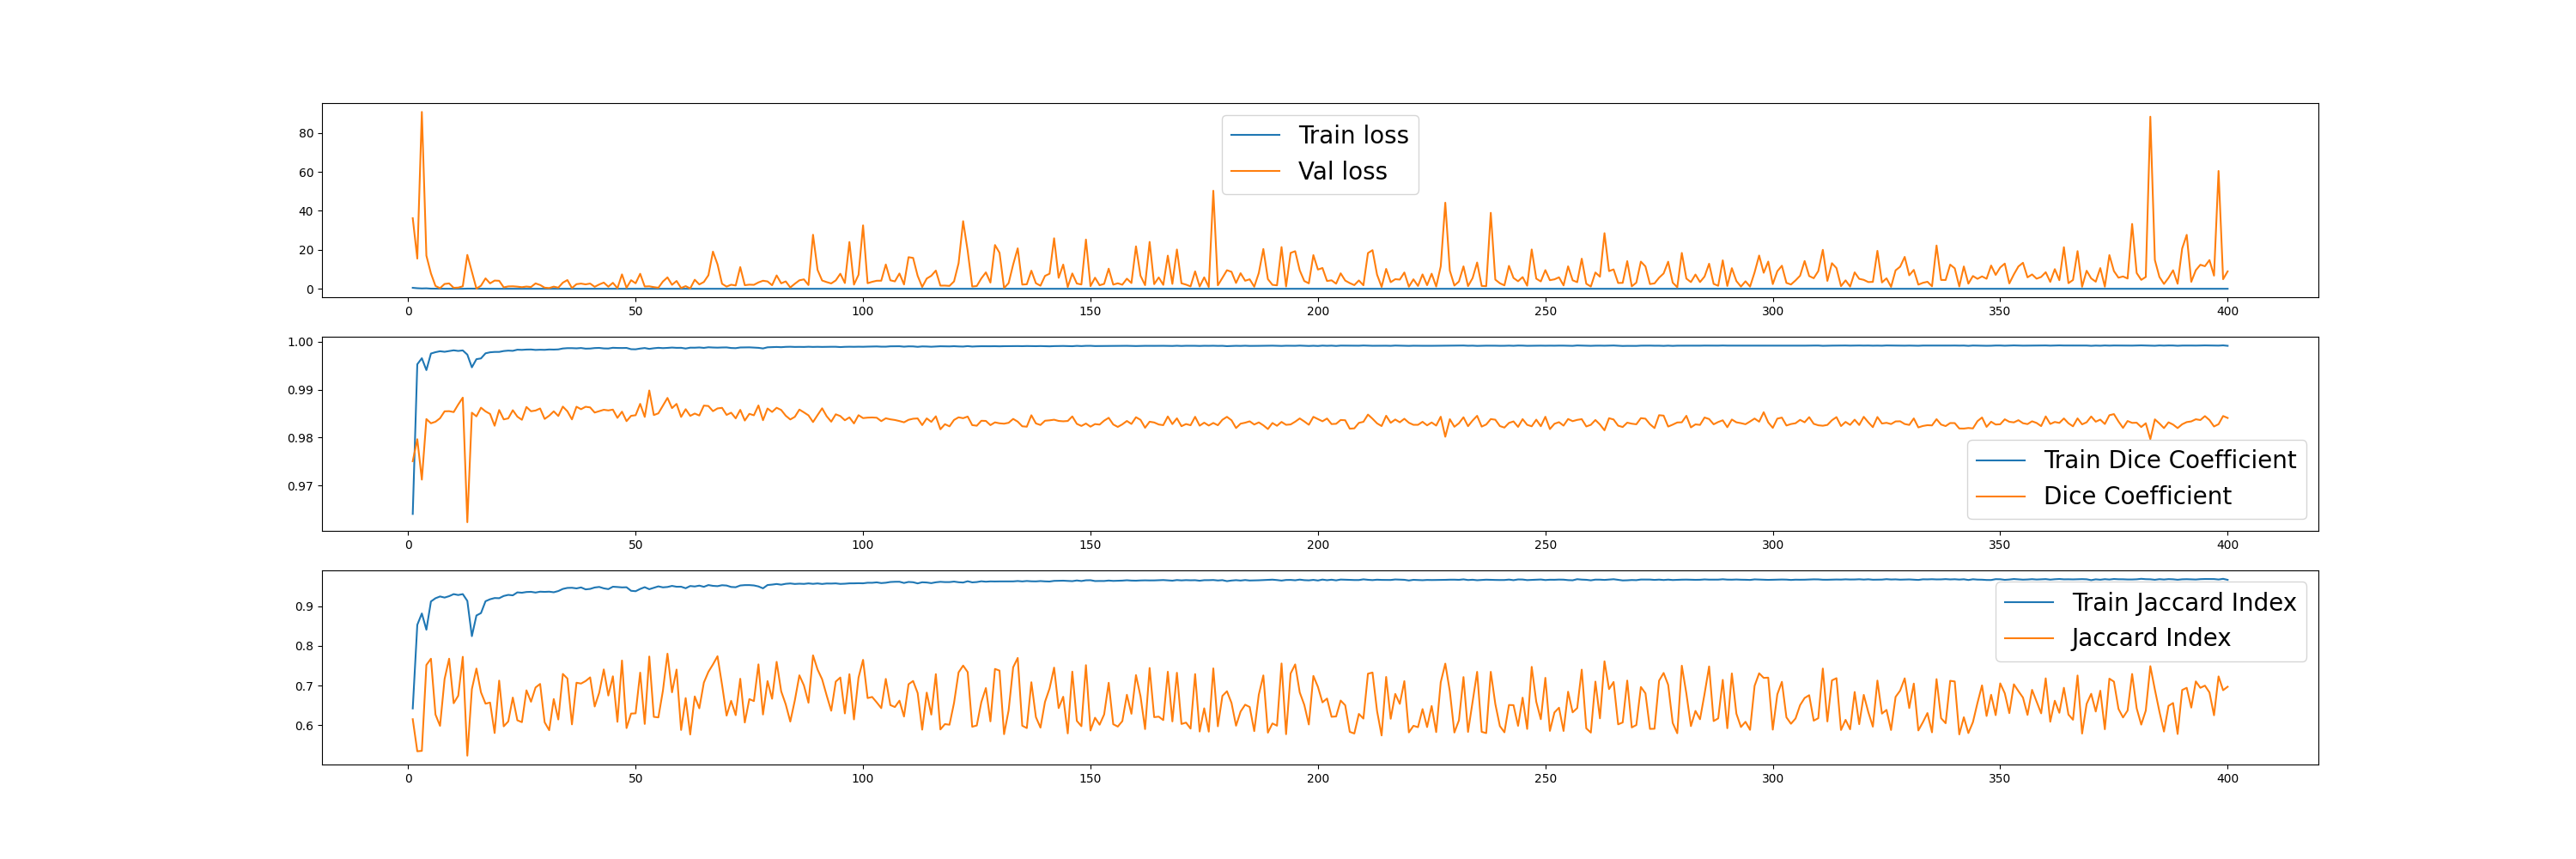 80
60
40
20
0
Train loss
Val loss
0 50 100 150 200 250 300 350 400
1.00
0.99
0.98
0.97
Train Dice Coefficient
Dice Coefficient
0 50 100 150 200 250 300 350 400
0.9
0.8
0.7
0.6
Train Jaccard Index
Jaccard Index
0 50 100 150 200 250 300 350 400